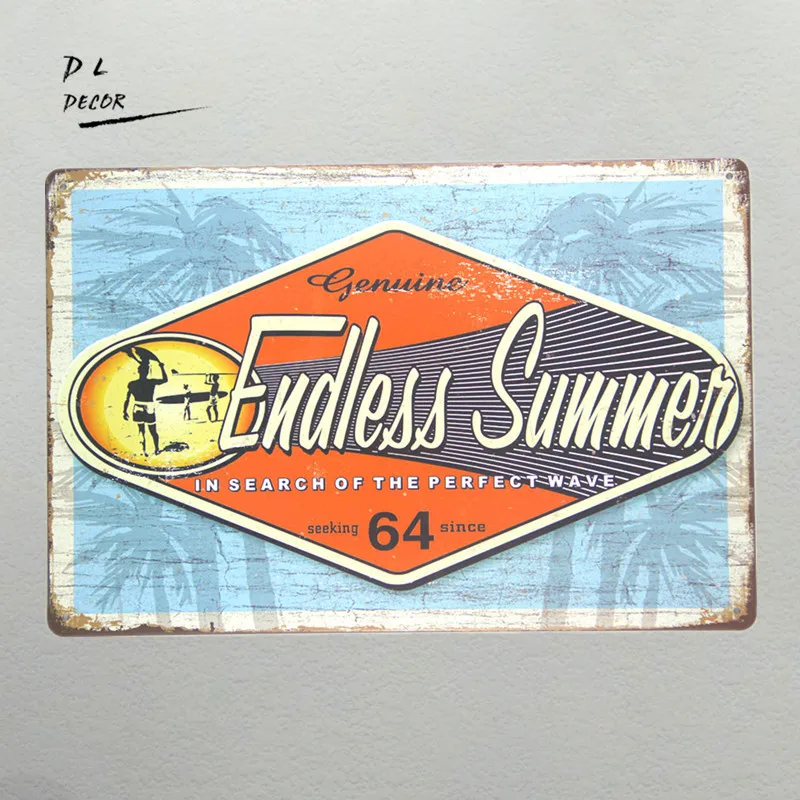 D L
DECOR
Genuine
Endless Summer
IN SEARCH OF THE PERFECT WAVE
seeking 64 since